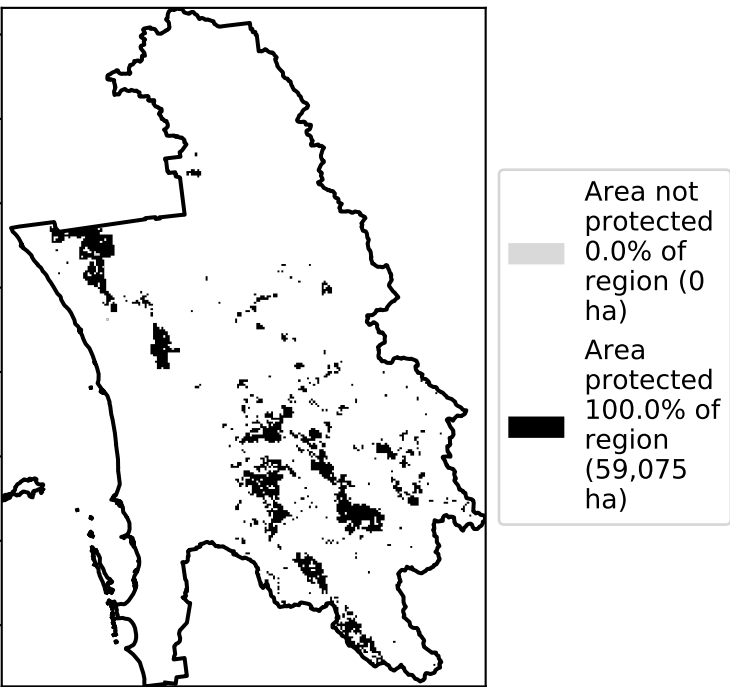 Area not
protected
0.0% of
region (0
ha)
Area
protected
100.0% of
region
(59,075
ha)